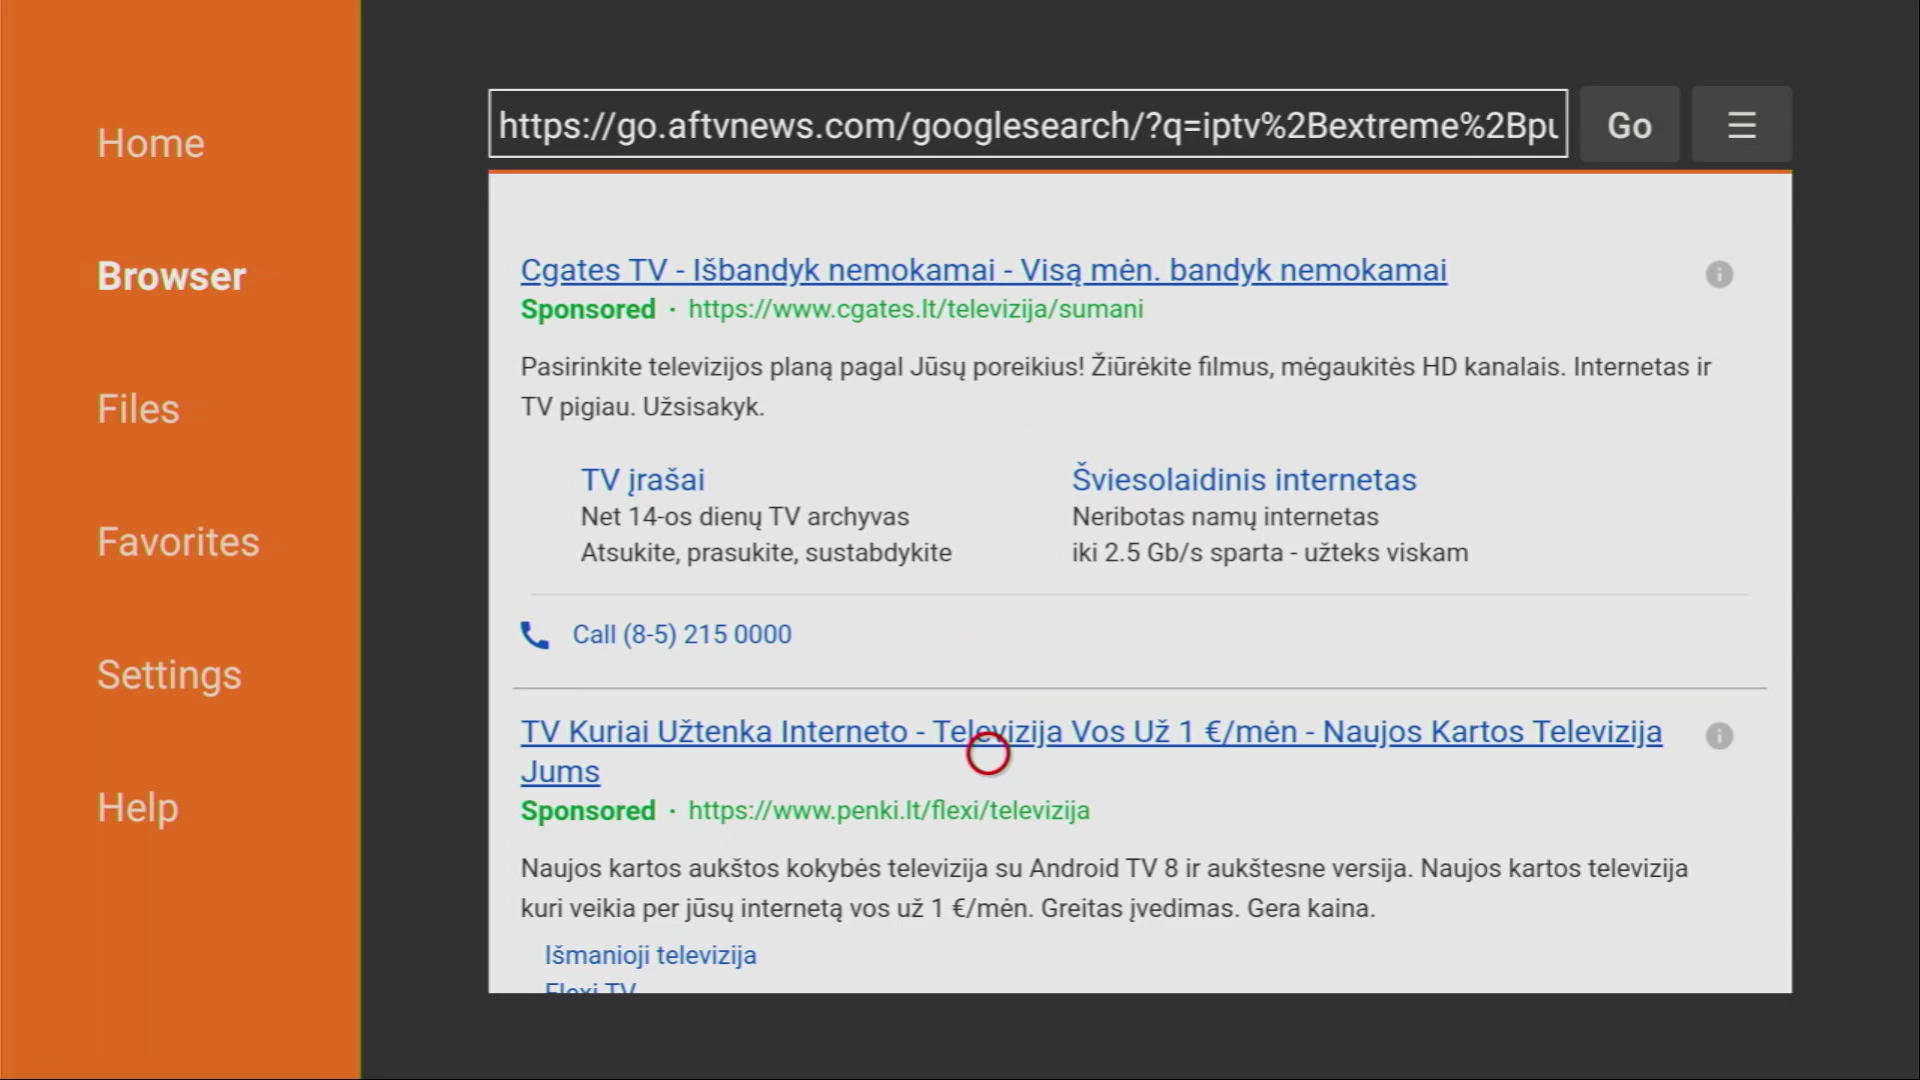 Home
Browser
Files
Favorites
Settings
Help
https://go.aftvnews.com/googlesearch/?q=iptv%2Bextreme%2Bpu
Go
Cgates TV - Išbandyk nemokamai - Visą mėn. bandyk nemokamai
Sponsored · https://www.cgates.lt/televizija/sumani
Pasirinkite televizijos planą pagal Jūsų poreikius! Žiūrėkite filmus, mėgaukitės HD kanalais. Internetas ir
TV pigiau. Užsisakyk.
TV įrašai
Net 14-os dienų TV archyvas
Atsukite, prasukite, sustabdykite
Šviesolaidinis internetas
Neribotas namų internetas
iki 2.5 Gb/s sparta - užteks viskam
Call (8-5) 215 0000
TV Kuriai Užtenka Interneto - Televizija Vos Už 1 €/mėn - Naujos Kartos Televizija
Jums
Sponsored · https://www.penki.lt/flexi/televizija
Naujos kartos aukštos kokybės televizija su Android TV 8 ir aukštesne versija. Naujos kartos televizija
kuri veikia per jūsų internetą vos už 1 €/mėn. Greitas įvedimas. Gera kaina.
Išmanioji televizija
Flexi TV